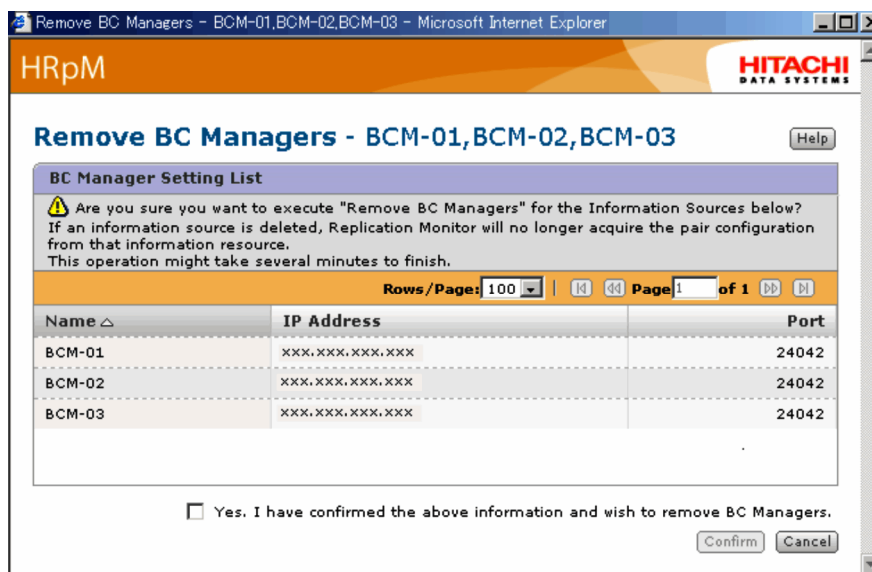 Remove BC Managers - BCM-01,BCM-02,BCM-03 - Microsoft Internet Explorer
HRpM
HITACHI
DATA SYSTEMS
Remove BC Managers - BCM-01,BCM-02,BCM-03
Help
BC Manager Setting List
Are you sure you want to execute "Remove BC Managers" for the Information Sources below?
If an information source is deleted, Replication Monitor will no longer acquire the pair configuration
from that information resource.
This operation might take several minutes to finish.
Rows/Page: 100 | Page 1 of 1
Name IP Address Port
BCM-01 xxx.xxx.xxx.xxx 24042
BCM-02 xxx.xxx.xxx.xxx 24042
BCM-03 xxx.xxx.xxx.xxx 24042
Yes. I have confirmed the above information and wish to remove BC Managers.
Confirm Cancel